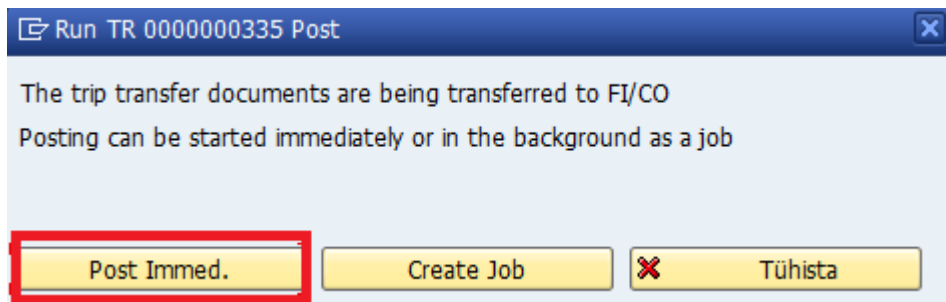 Run TR 0000000335 Post
The trip transfer documents are being transferred to FI/CO
Posting can be started immediately or in the background as a job
Post Immed.
Create Job
Tühista